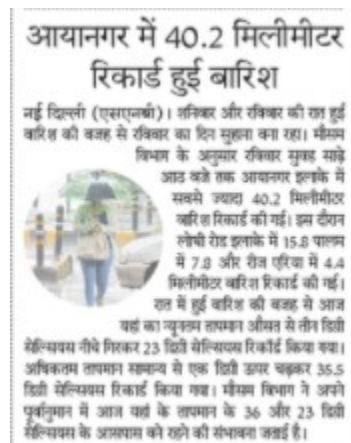 आयानगर में 40.2 मिलीमीटर
रिकार्ड हुई बारिश
नई दिल्ली (एसएनबी)। शनिवार और रविवार की रात हुई
बारिश की वजह से रविवार का दिन सुहाना बना रहा। मौसम
विभाग के अनुसार रविवार सुबह साढ़े
आठ बजे तक आयानगर इलाके में
सबसे ज्यादा 40.2 मिलीमीटर
बारिश रिकार्ड की गई। इस दौरान
लोधी रोड इलाके में 15.8 पालम
में 7.8 और रीज एरिया में 4.4
मिलीमीटर बारिश रिकार्ड की गई।
रात में हुई बारिश की वजह से आज
यहां का न्यूनतम तापमान औसत से तीन डिग्री
सेल्सियस नीचे गिरकर 23 डिग्री सेल्सियस रिकॉर्ड किया गया।
अधिकतम तापमान सामान्य से एक डिग्री ऊपर चढ़कर 35.5
डिग्री सेल्सियस रिकार्ड किया गया। मौसम विभाग ने अपने
पूर्वानुमान में आज यहां के तापमान के 36 और 23 डिग्री
सेल्सियस के आसपास बने रहने की संभावना जताई है।